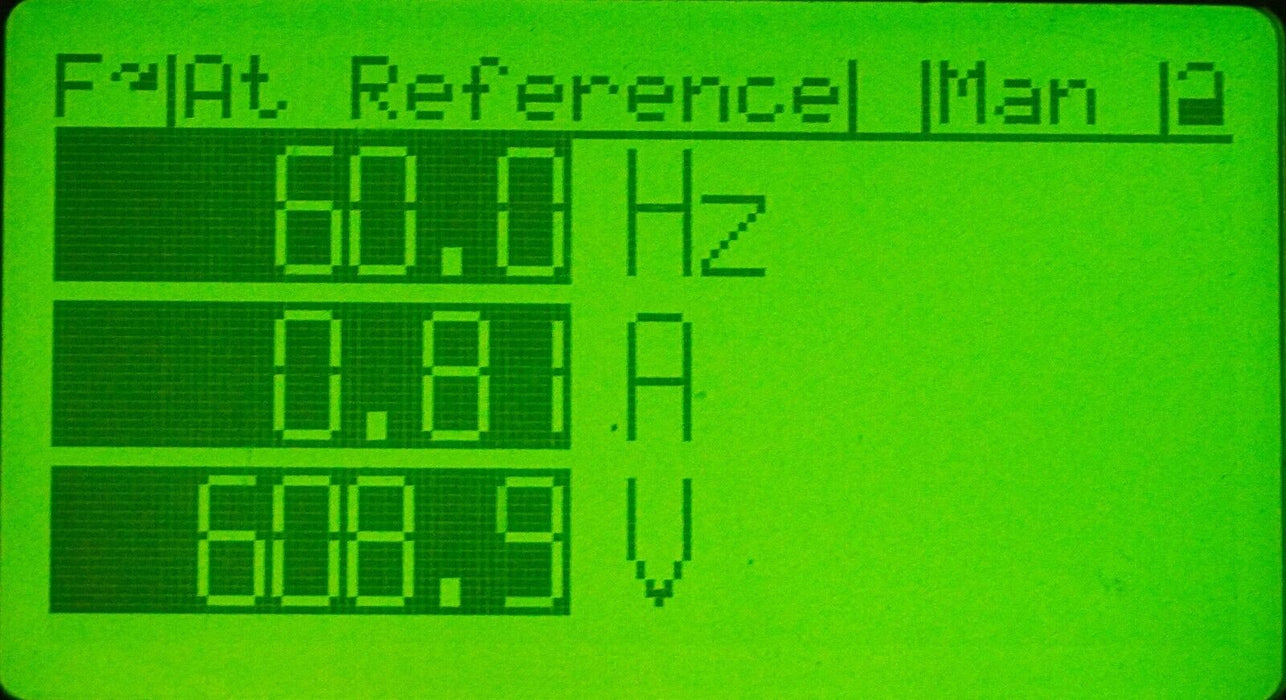 F|At Reference| |Man |
60.0 Hz
0.81 A
608.9 V